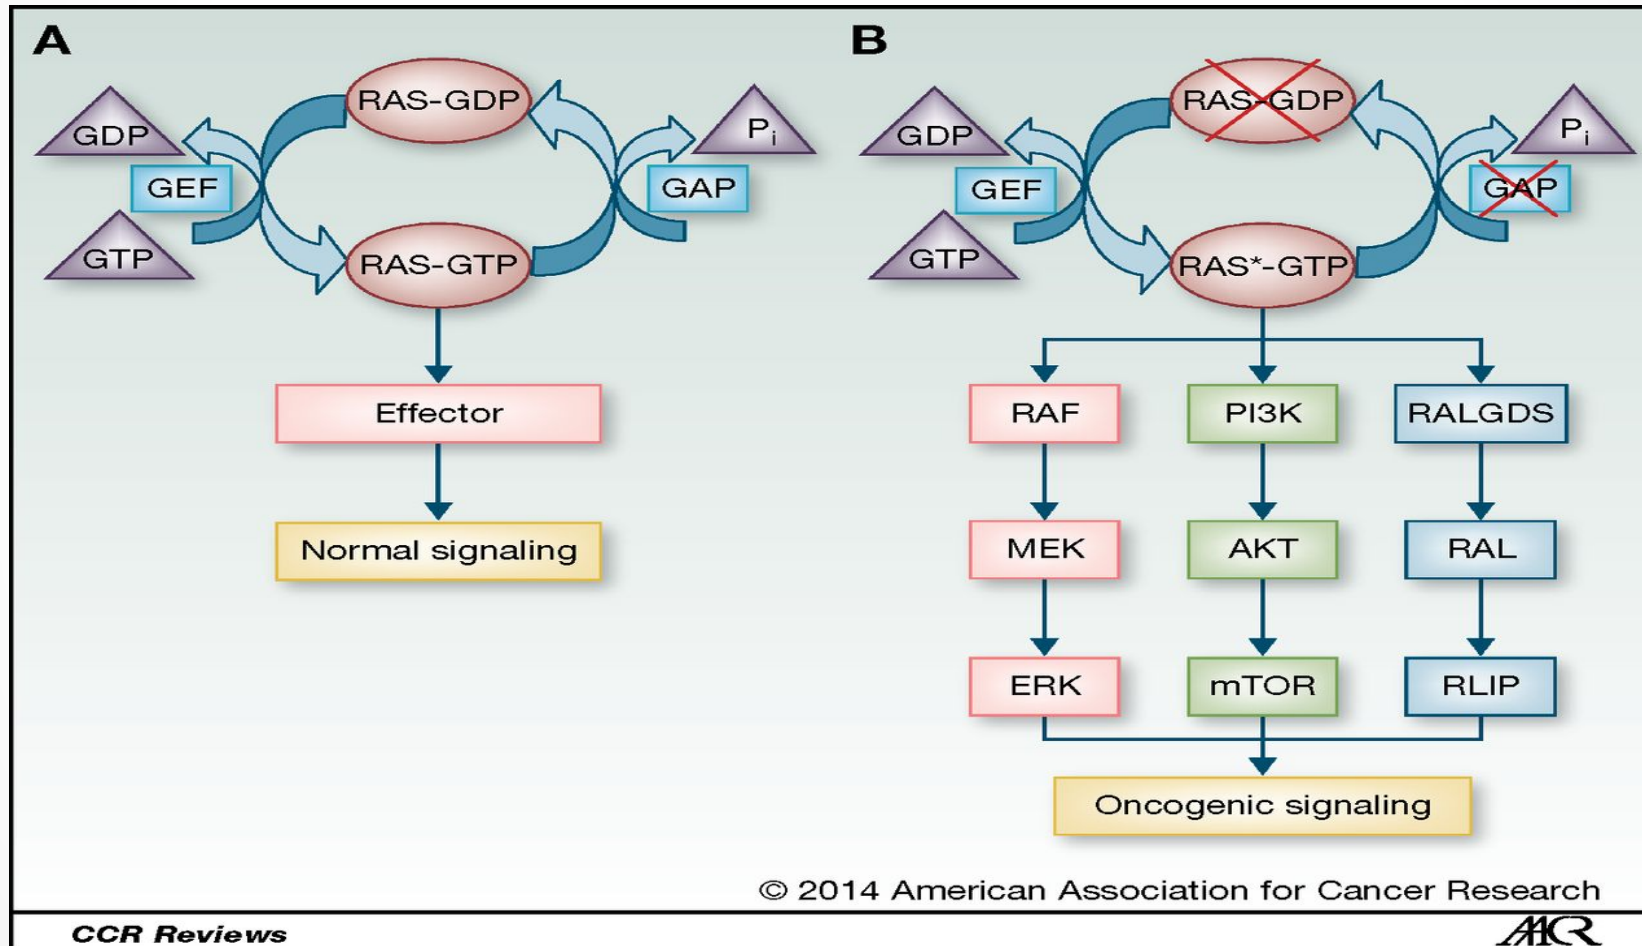 A
RAS-GDP
GDP
Pi
GEF
GAP
GTP
RAS-GTP
Effector
Normal signaling
B
RAS-GDP
GDP
Pi
GEF
GAP
GTP
RAS*-GTP
RAF
PI3K
RALGDS
MEK
AKT
RAL
ERK
mTOR
RLIP
Oncogenic signaling
© 2014 American Association for Cancer Research
CCR Reviews
AACR